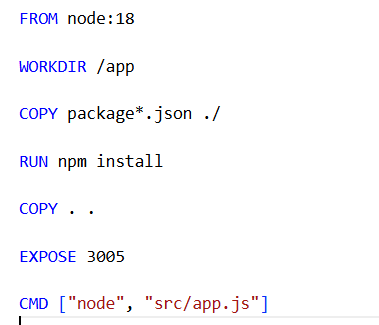 FROM node:18
WORKDIR /app
COPY package*.json ./
RUN npm install
COPY . .
EXPOSE 3005
CMD ["node", "src/app.js"]